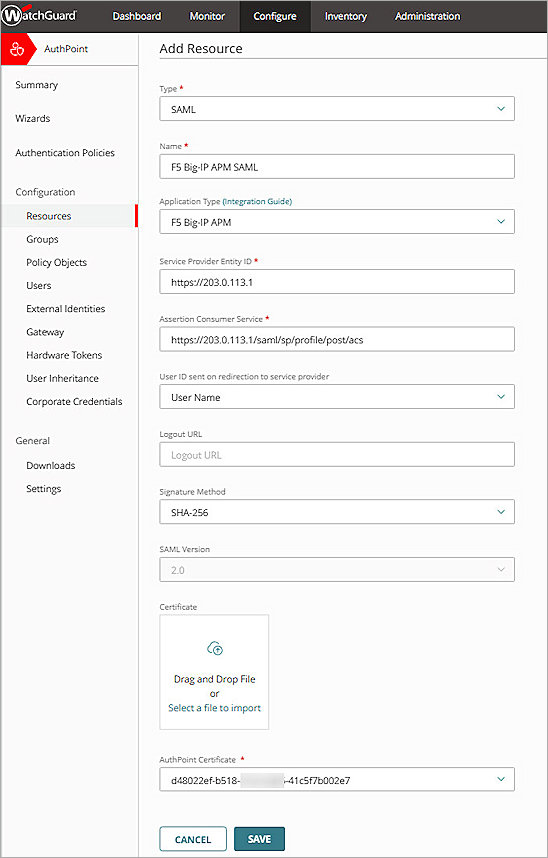 WatchGuard
Dashboard Monitor Configure Inventory Administration
AuthPoint
Summary
Wizards
Authentication Policies
Configuration
Resources
Groups
Policy Objects
Users
External Identities
Gateway
Hardware Tokens
User Inheritance
Corporate Credentials
General
Downloads
Settings
Add Resource
Type *
SAML
Name *
F5 Big-IP APM SAML
Application Type (Integration Guide)
F5 Big-IP APM
Service Provider Entity ID *
https://203.0.113.1
Assertion Consumer Service *
https://203.0.113.1/saml/sp/profile/post/acs
User ID sent on redirection to service provider
User Name
Logout URL
Logout URL
Signature Method
SHA-256
SAML Version
2.0
Certificate
Drag and Drop File
or
Select a file to import
AuthPoint Certificate *
d48022ef-b518- -41c5f7b002e7
CANCEL SAVE